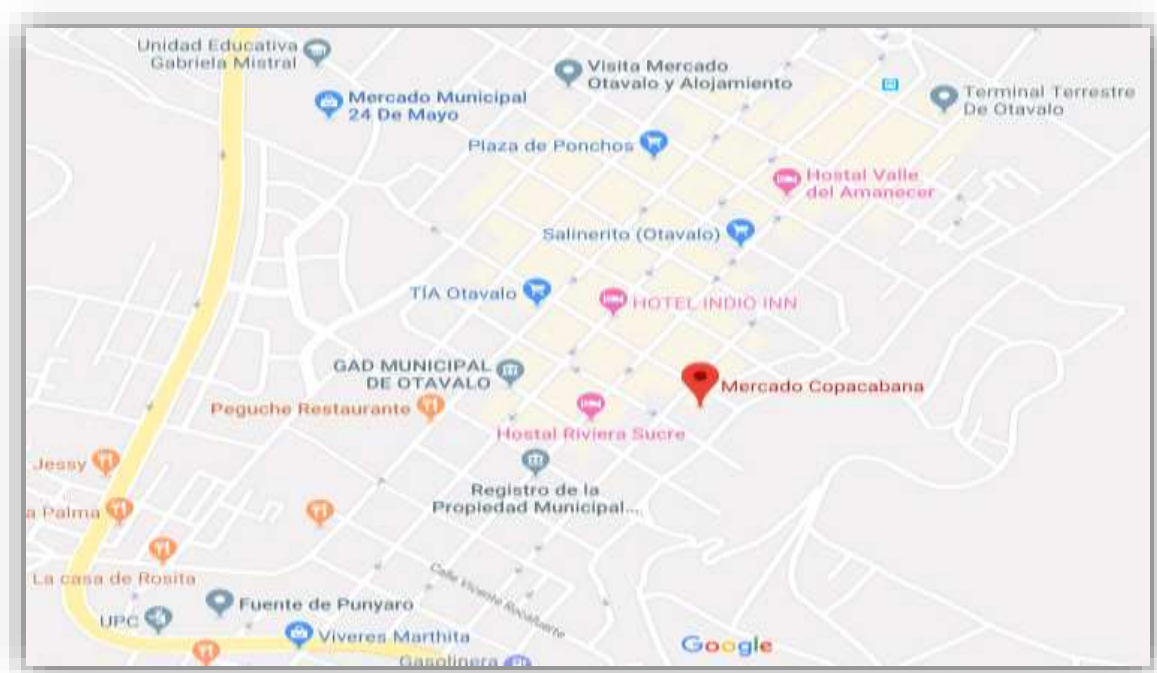 Unidad Educativa
Gabriela Mistral
Visita Mercado
Otavalo y Alojamiento
Mercado Municipal
24 De Mayo
Terminal Terrestre
De Otavalo
Plaza de Ponchos
Hostal Valle
del Amanecer
Salinerito (Otavalo)
TÍA Otavalo
HOTEL INDIO INN
GAD MUNICIPAL
DE OTAVALO
Mercado Copacabana
Peguche Restaurante
Hostal Riviera Sucre
Jessy
Registro de la
Propiedad Municipal....
a Palma
La casa de Rosita
Calle Vicente Rocafuerte
Fuente de Punyaro
UPC
Viveres Marthita
Google
Gasolinera